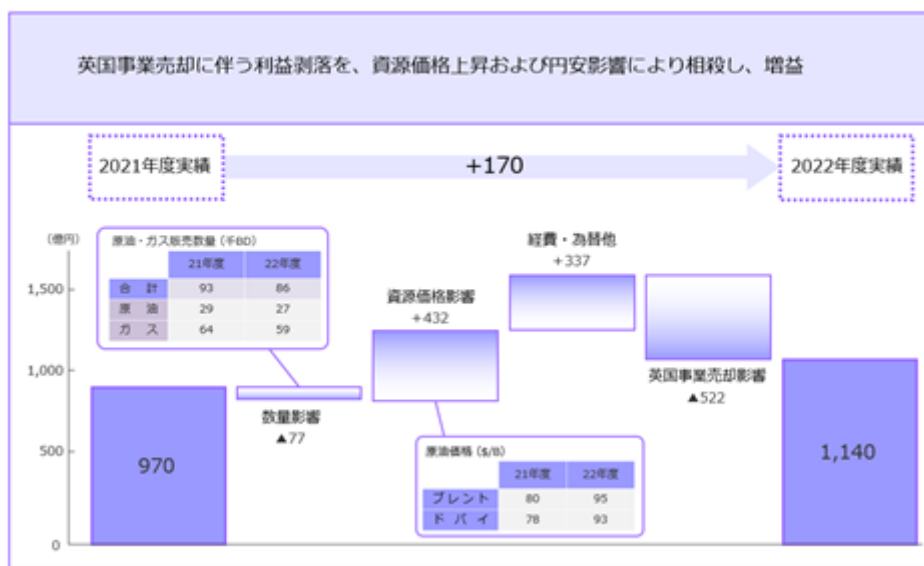 英国事業売却に伴う利益剥落を、資源価格上昇および円安影響により相殺し、増益
2021年度実績
+170
2022年度実績
(億円)
原油・ガス販売数量 (千BD)
21年度 22年度
合 計 93 86
原 油 29 27
ガ ス 64 59
経費・為替他
+337
資源価格影響
+432
1,500
1,000
500
0
数量影響
▲77
英国事業売却影響
▲522
970
1,140
原油価格 ($/B)
21年度 22年度
ブレント 80 95
ド バ イ 78 93